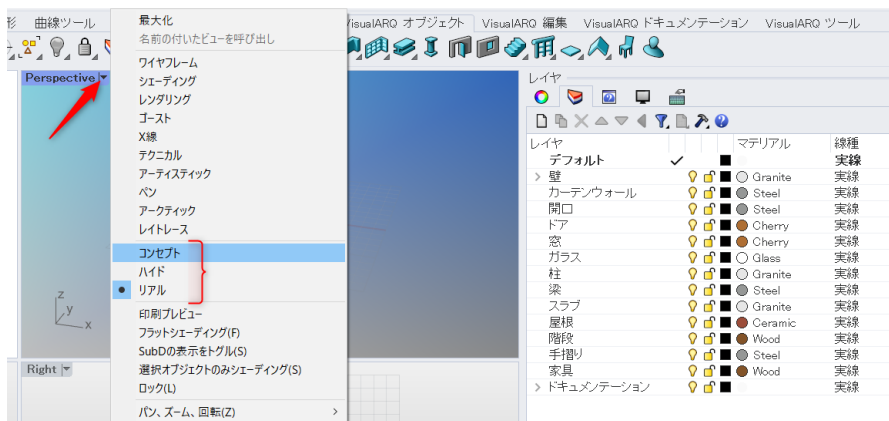 形 曲線ツール
VisualARQ オブジェクト VisualARQ 編集 VisualARQ ドキュメンテーション VisualARQ ツール
Perspective
最大化
名前の付いたビューを呼び出し
ワイヤフレーム
シェーディング
レンダリング
ゴースト
X線
テクニカル
アーティスティック
ペン
アークティック
レイトレース
コンセプト
ハイド
リアル
印刷プレビュー
フラットシェーディング(F)
SubDの表示をトグル(S)
選択オブジェクトのみシェーディング(S)
ロック(L)
パン、ズーム、回転(Z)
z
y
x
Right
レイヤ
レイヤ マテリアル 線種
デフォルト 実線
壁 Granite 実線
カーテンウォール Steel 実線
開口 Steel 実線
ドア Cherry 実線
窓 Cherry 実線
ガラス Glass 実線
柱 Granite 実線
梁 Steel 実線
スラブ Granite 実線
屋根 Ceramic 実線
階段 Wood 実線
手摺り Steel 実線
家具 Wood 実線
ドキュメンテーション 実線